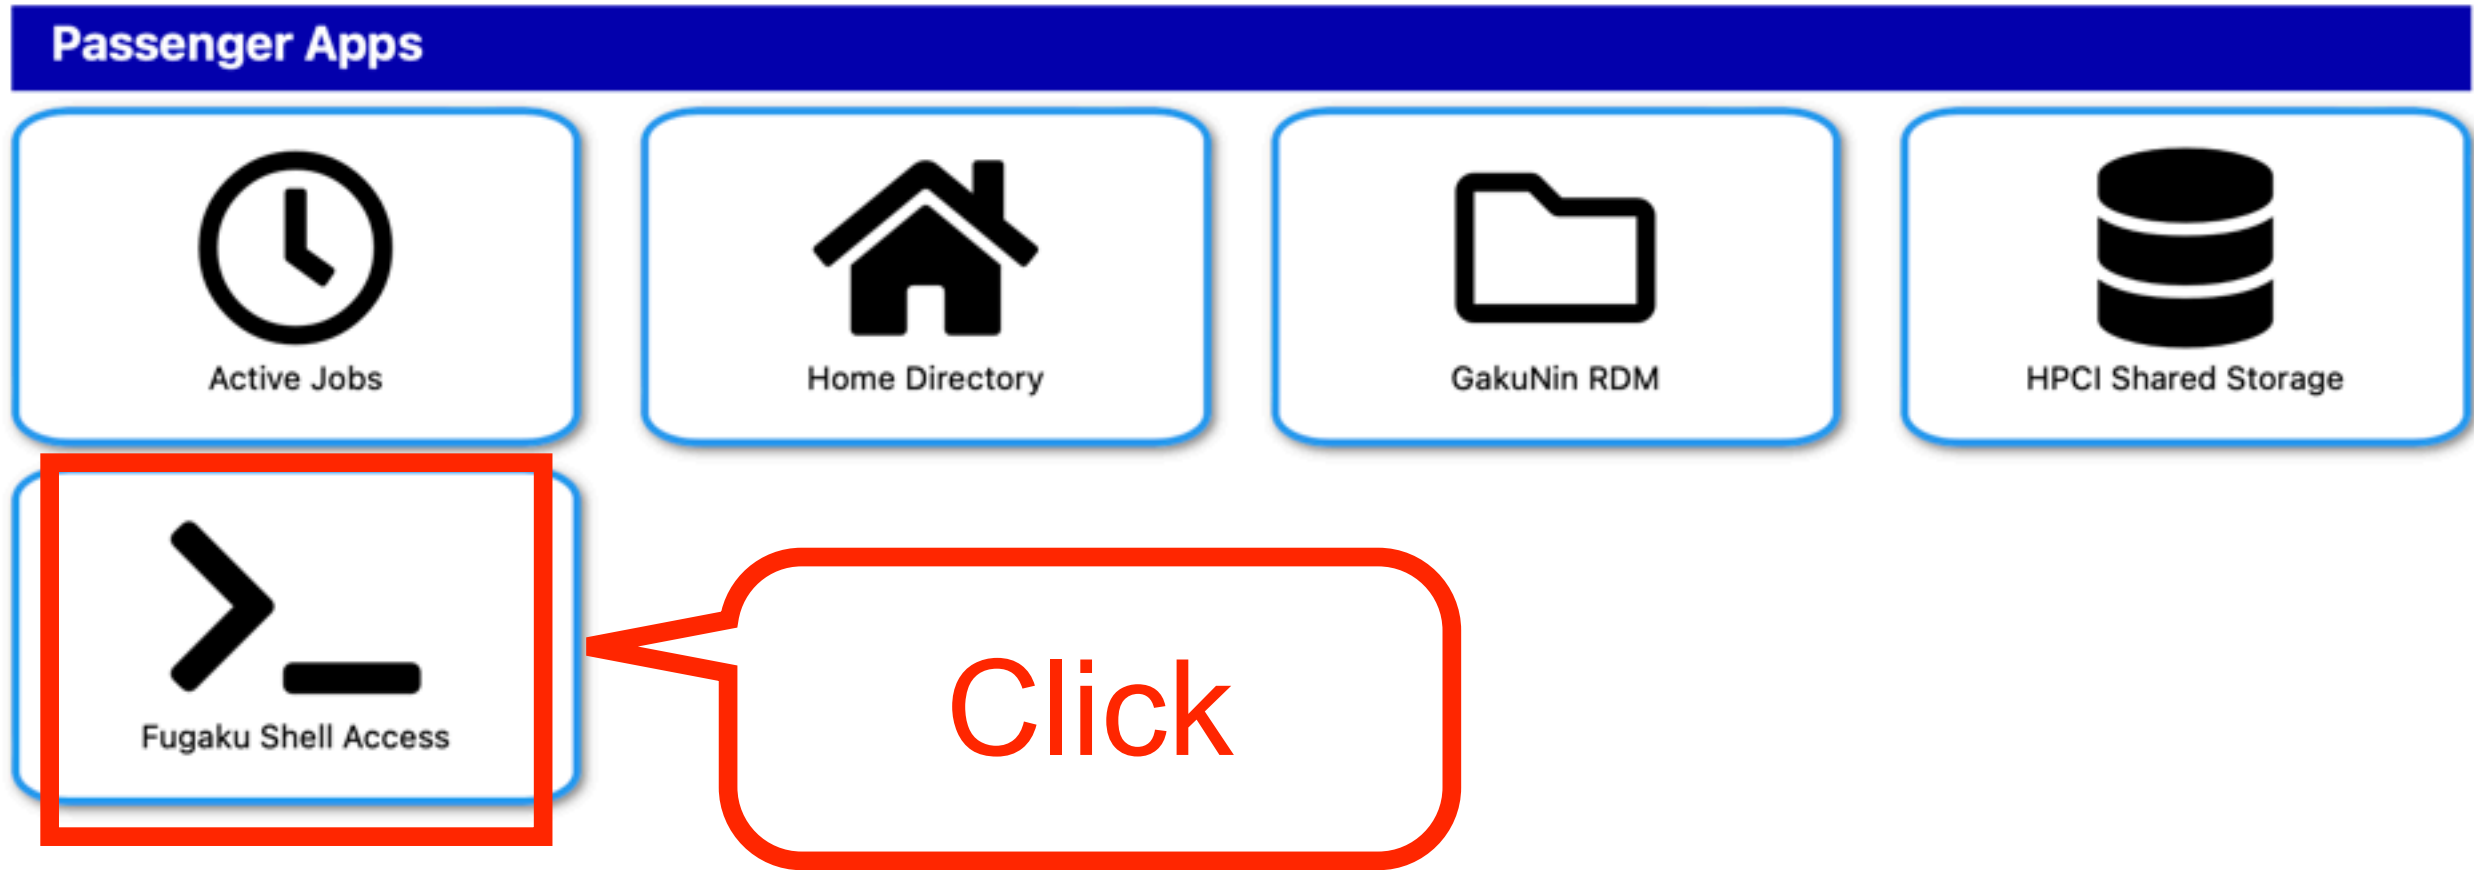 Passenger Apps
Active Jobs
Home Directory
GakuNin RDM
HPCI Shared Storage
Fugaku Shell Access
Click